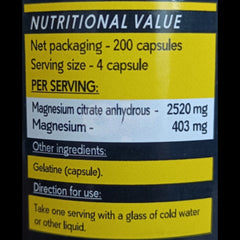 NUTRITIONAL VALUE
Net packaging - 200 capsules
Serving size - 4 capsule
PER SERVING:
Magnesium citrate anhydrous - 2520 mg
Magnesium - 403 mg
Other ingredients:
Gelatine (capsule).
Direction for use:
Take one serving with a glass of cold water
or other liquid.